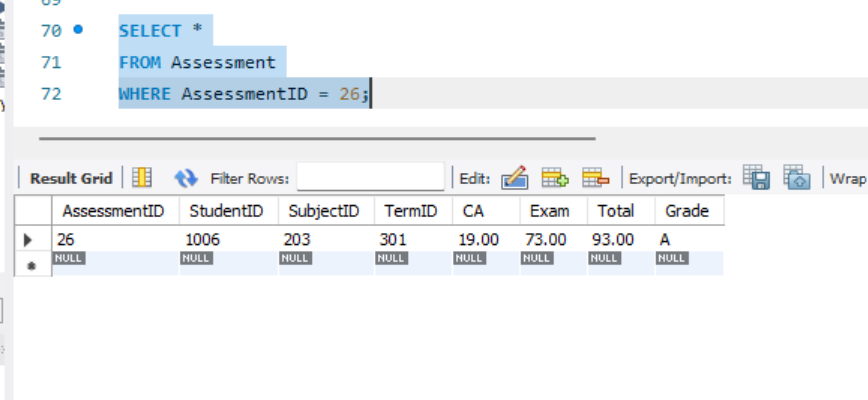 69
70 SELECT *
71 FROM Assessment
72 WHERE AssessmentID = 26;
Result Grid Filter Rows: Edit: Export/Import: Wrap
AssessmentID StudentID SubjectID TermID CA Exam Total Grade
26 1006 203 301 19.00 73.00 93.00 A
NULL NULL NULL NULL NULL NULL NULL NULL